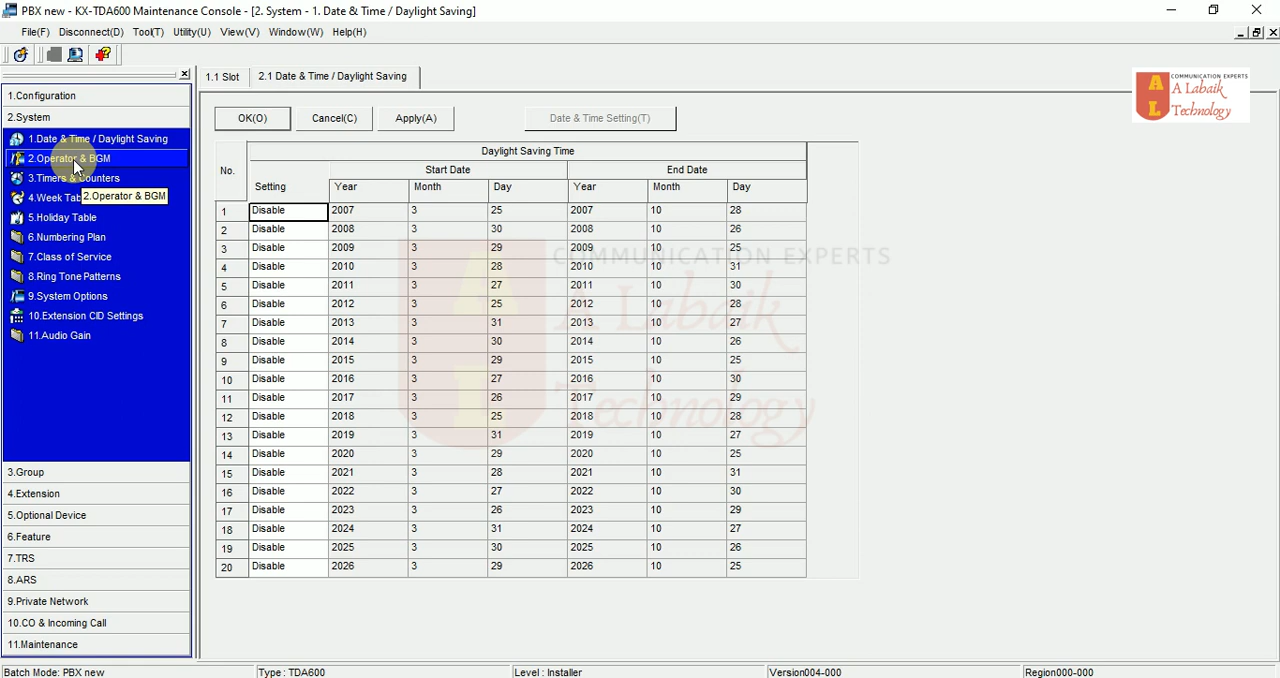 PBX new - KX-TDA600 Maintenance Console - [2. System - 1. Date & Time / Daylight Saving]
File(F) Disconnect(D) Tool(T) Utility(U) View(V) Window(W) Help(H)
1.1 Slot 2.1 Date & Time / Daylight Saving
COMMUNICATION EXPERTS
A Labaik
Technology
A
L
1.Configuration
2.System
1.Date & Time / Daylight Saving
2.Operator & BGM
3.Timers & Counters
4.Week Tab
2.Operator & BGM
5.Holiday Table
6.Numbering Plan
7.Class of Service
8.Ring Tone Patterns
9.System Options
10.Extension CID Settings
11.Audio Gain
3.Group
4.Extension
5.Optional Device
6.Feature
7.TRS
8.ARS
9.Private Network
10.CO & Incoming Call
11.Maintenance
OK(O) Cancel(C) Apply(A) Date & Time Setting(T)
Daylight Saving Time
No. Start Date End Date
Setting Year Month Day Year Month Day
1 Disable 2007 3 25 2007 10 28
2 Disable 2008 3 30 2008 10 26
3 Disable 2009 3 29 2009 10 25
4 Disable 2010 3 28 2010 10 31
5 Disable 2011 3 27 2011 10 30
6 Disable 2012 3 25 2012 10 28
7 Disable 2013 3 31 2013 10 27
8 Disable 2014 3 30 2014 10 26
9 Disable 2015 3 29 2015 10 25
10 Disable 2016 3 27 2016 10 30
11 Disable 2017 3 26 2017 10 29
12 Disable 2018 3 25 2018 10 28
13 Disable 2019 3 31 2019 10 27
14 Disable 2020 3 29 2020 10 25
15 Disable 2021 3 28 2021 10 31
16 Disable 2022 3 27 2022 10 30
17 Disable 2023 3 26 2023 10 29
18 Disable 2024 3 31 2024 10 27
19 Disable 2025 3 30 2025 10 26
20 Disable 2026 3 29 2026 10 25
COMMUNICATION EXPERTS
A Labaik
Technology
A
L
Batch Mode: PBX new Type : TDA600 Level : Installer Version004-000 Region000-000